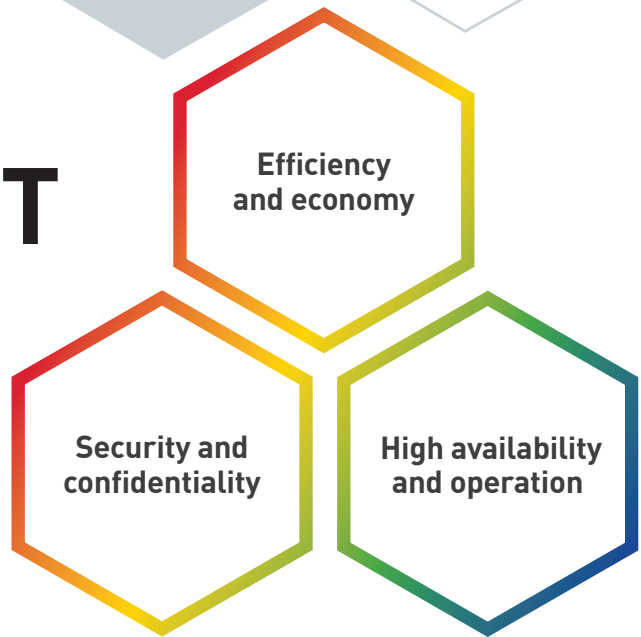 Efficiency
and economy
T
Security and
confidentiality
High availability
and operation